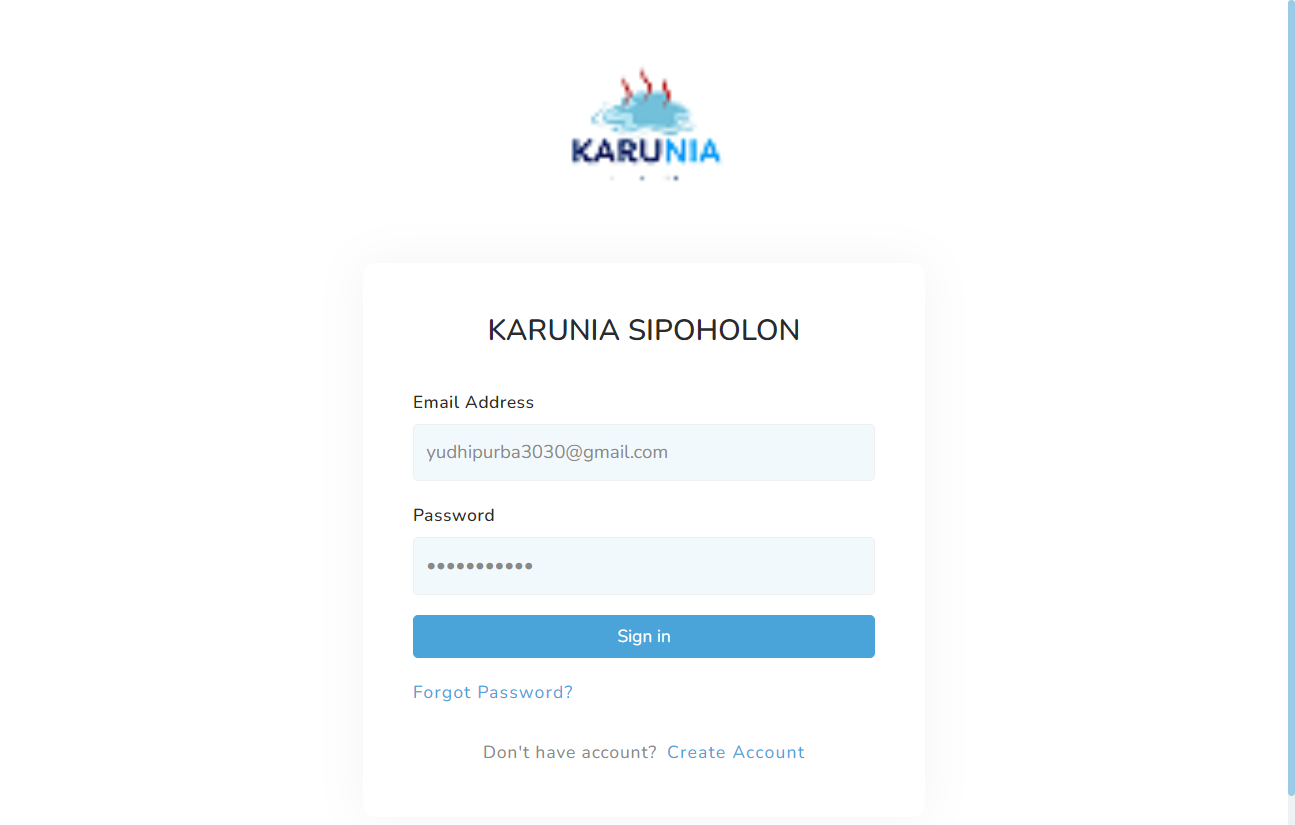 KARUNIA
KARUNIA SIPOHOLON
Email Address
yudhipurba3030@gmail.com
Password
•••••••••••
Sign in
Forgot Password?
Don't have account? Create Account